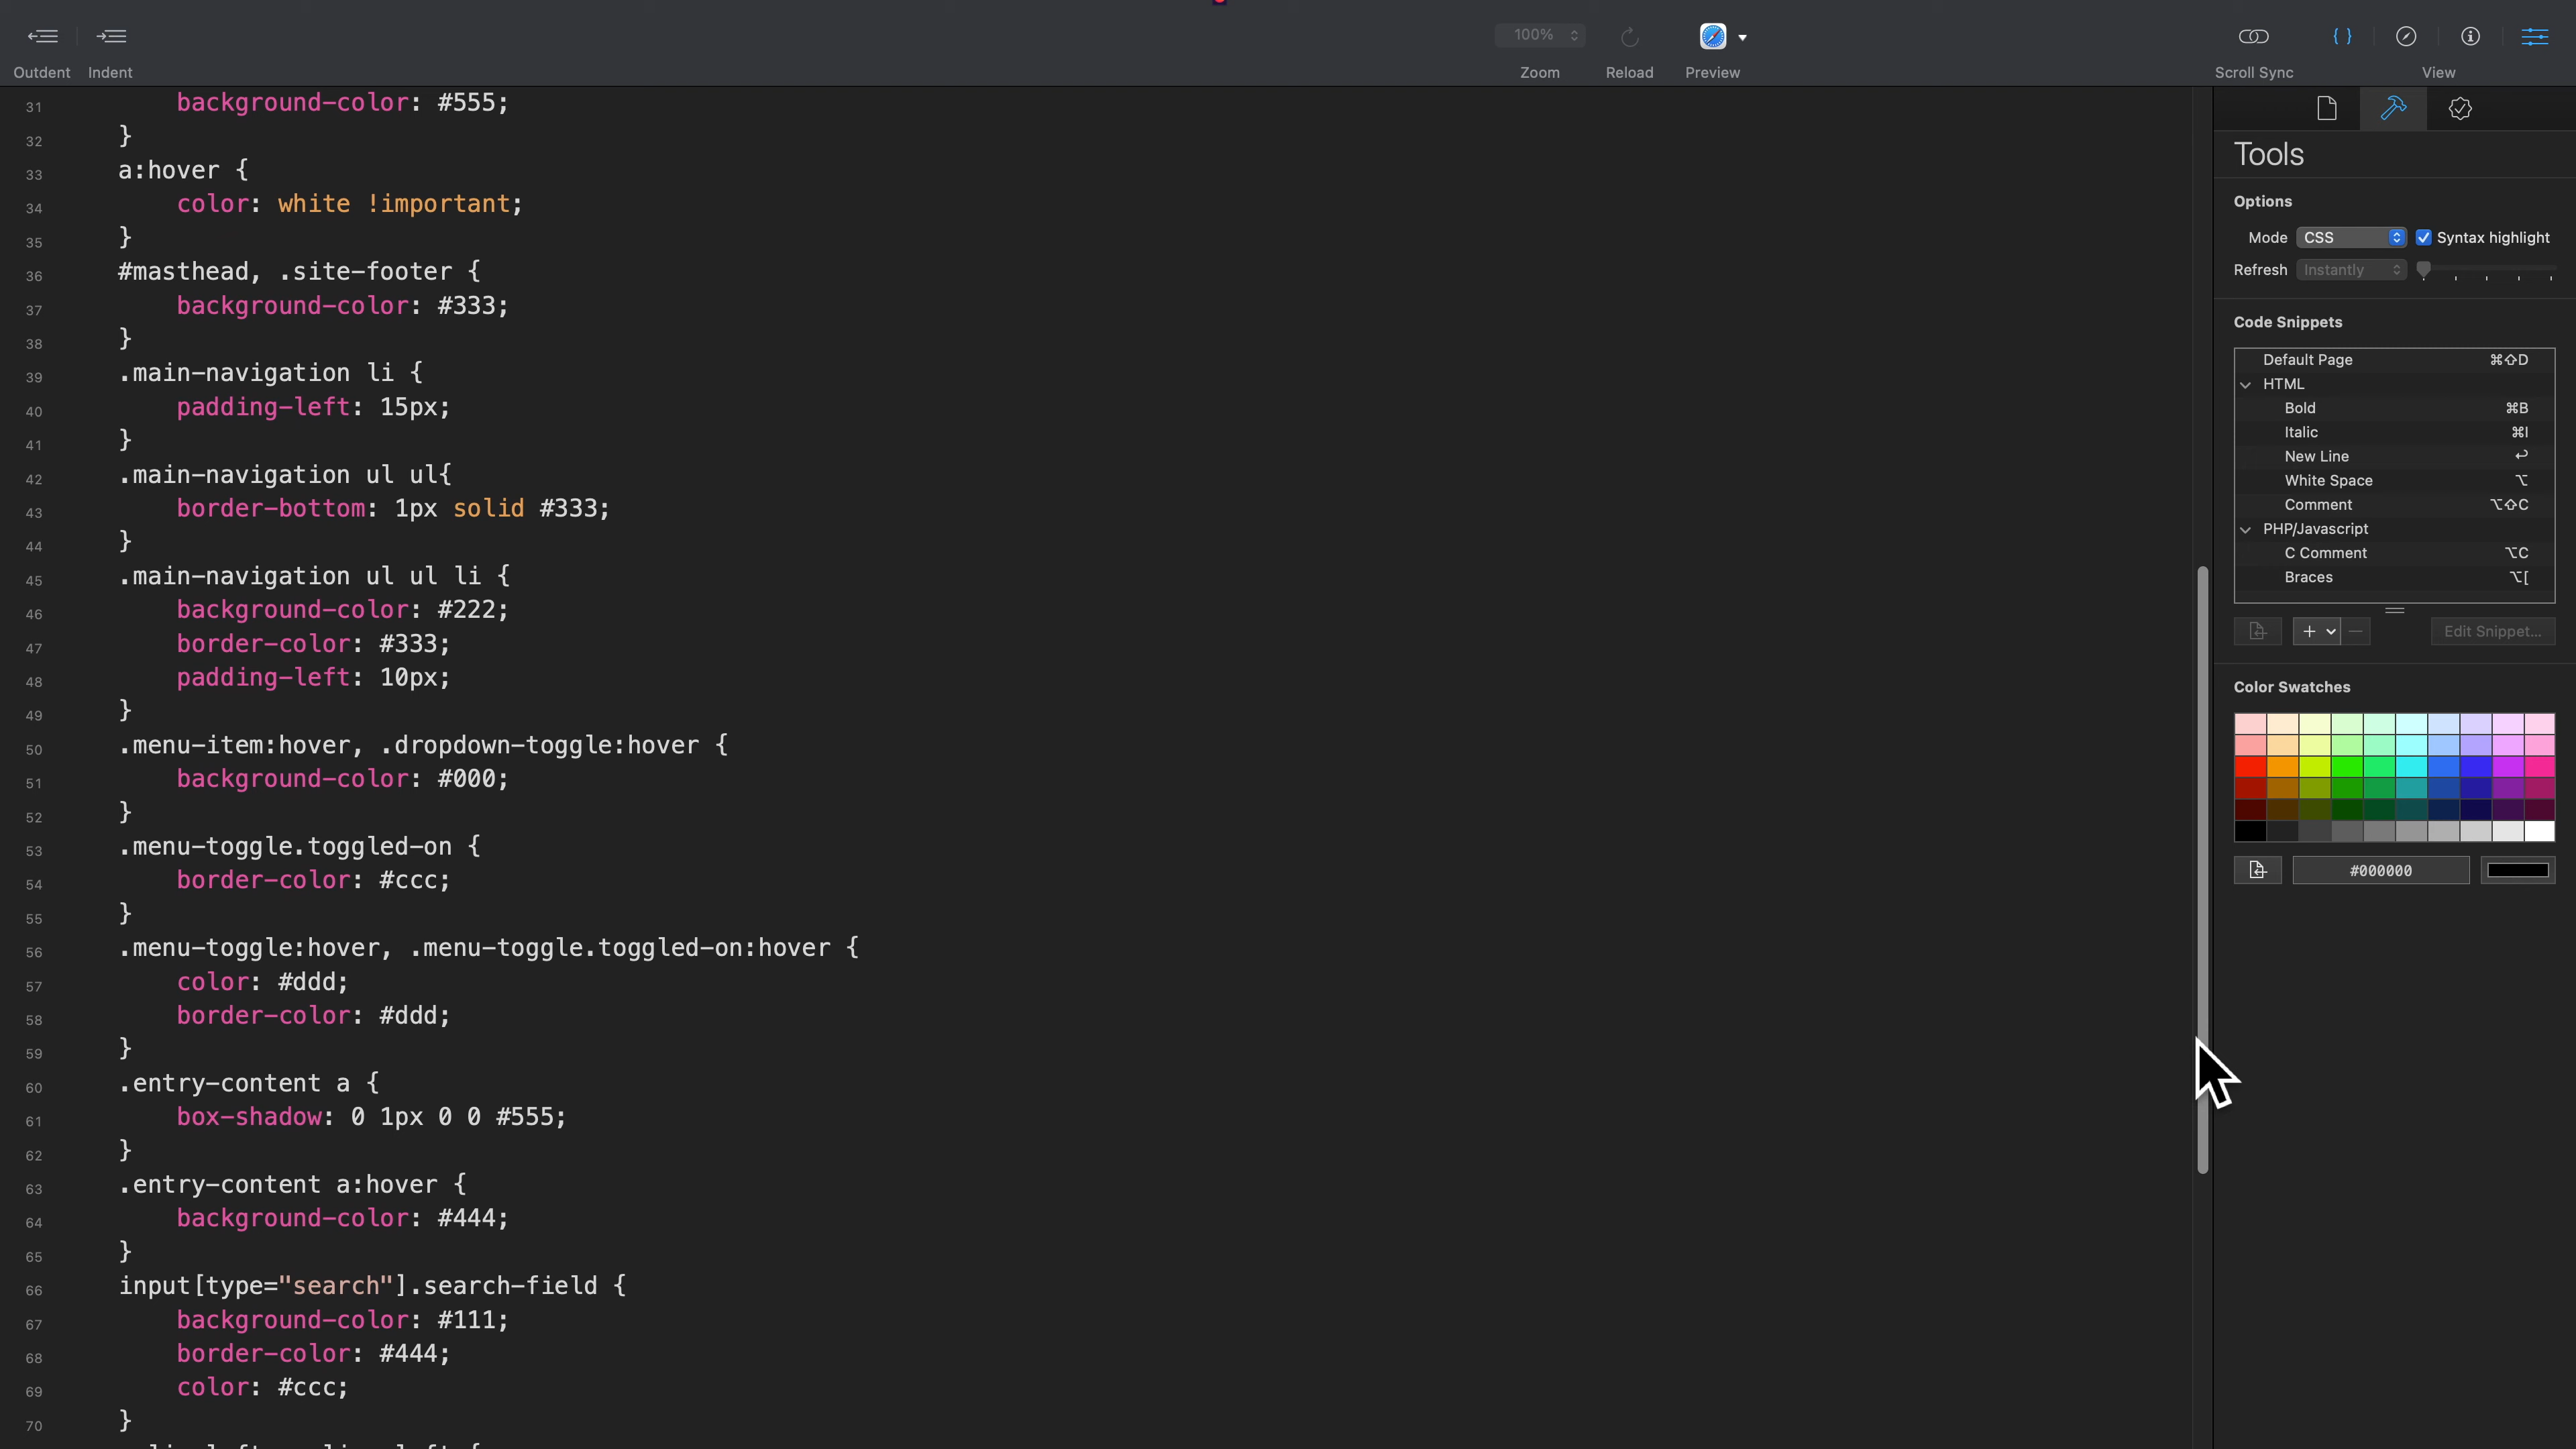 Outdent Indent 100% Zoom Reload Preview Scroll Sync { } View
31 background-color: #555;
32 }
33 a:hover {
34 color: white !important;
35 }
36 #masthead, .site-footer {
37 background-color: #333;
38 }
39 .main-navigation li {
40 padding-left: 15px;
41 }
42 .main-navigation ul ul{
43 border-bottom: 1px solid #333;
44 }
45 .main-navigation ul ul li {
46 background-color: #222;
47 border-color: #333;
48 padding-left: 10px;
49 }
50 .menu-item:hover, .dropdown-toggle:hover {
51 background-color: #000;
52 }
53 .menu-toggle.toggled-on {
54 border-color: #ccc;
55 }
56 .menu-toggle:hover, .menu-toggle.toggled-on:hover {
57 color: #ddd;
58 border-color: #ddd;
59 }
60 .entry-content a {
61 box-shadow: 0 1px 0 0 #555;
62 }
63 .entry-content a:hover {
64 background-color: #444;
65 }
66 input[type="search"].search-field {
67 background-color: #111;
68 border-color: #444;
69 color: #ccc;
70 }
Tools
Options
Mode CSS Syntax highlight
Refresh Instantly
Code Snippets
Default Page ⌘⇧D
HTML
Bold ⌘B
Italic ⌘I
New Line ↩
White Space ⌥
Comment ⌥⇧C
PHP/Javascript
C Comment ⌥C
Braces ⌥[
+ − Edit Snippet...
Color Swatches
#000000